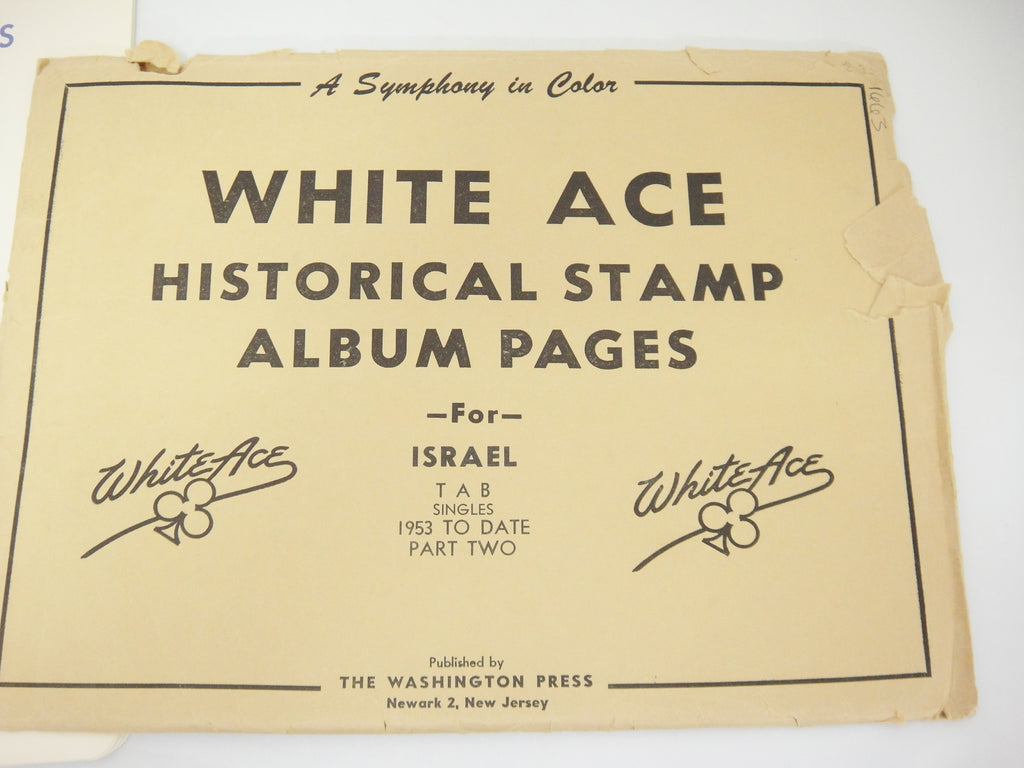 S
A Symphony in Color
1663
WHITE ACE
HISTORICAL STAMP
ALBUM PAGES
—For—
ISRAEL
TAB
SINGLES
1953 TO DATE
PART TWO
White Ace
White Ace
Published by
THE WASHINGTON PRESS
Newark 2, New Jersey